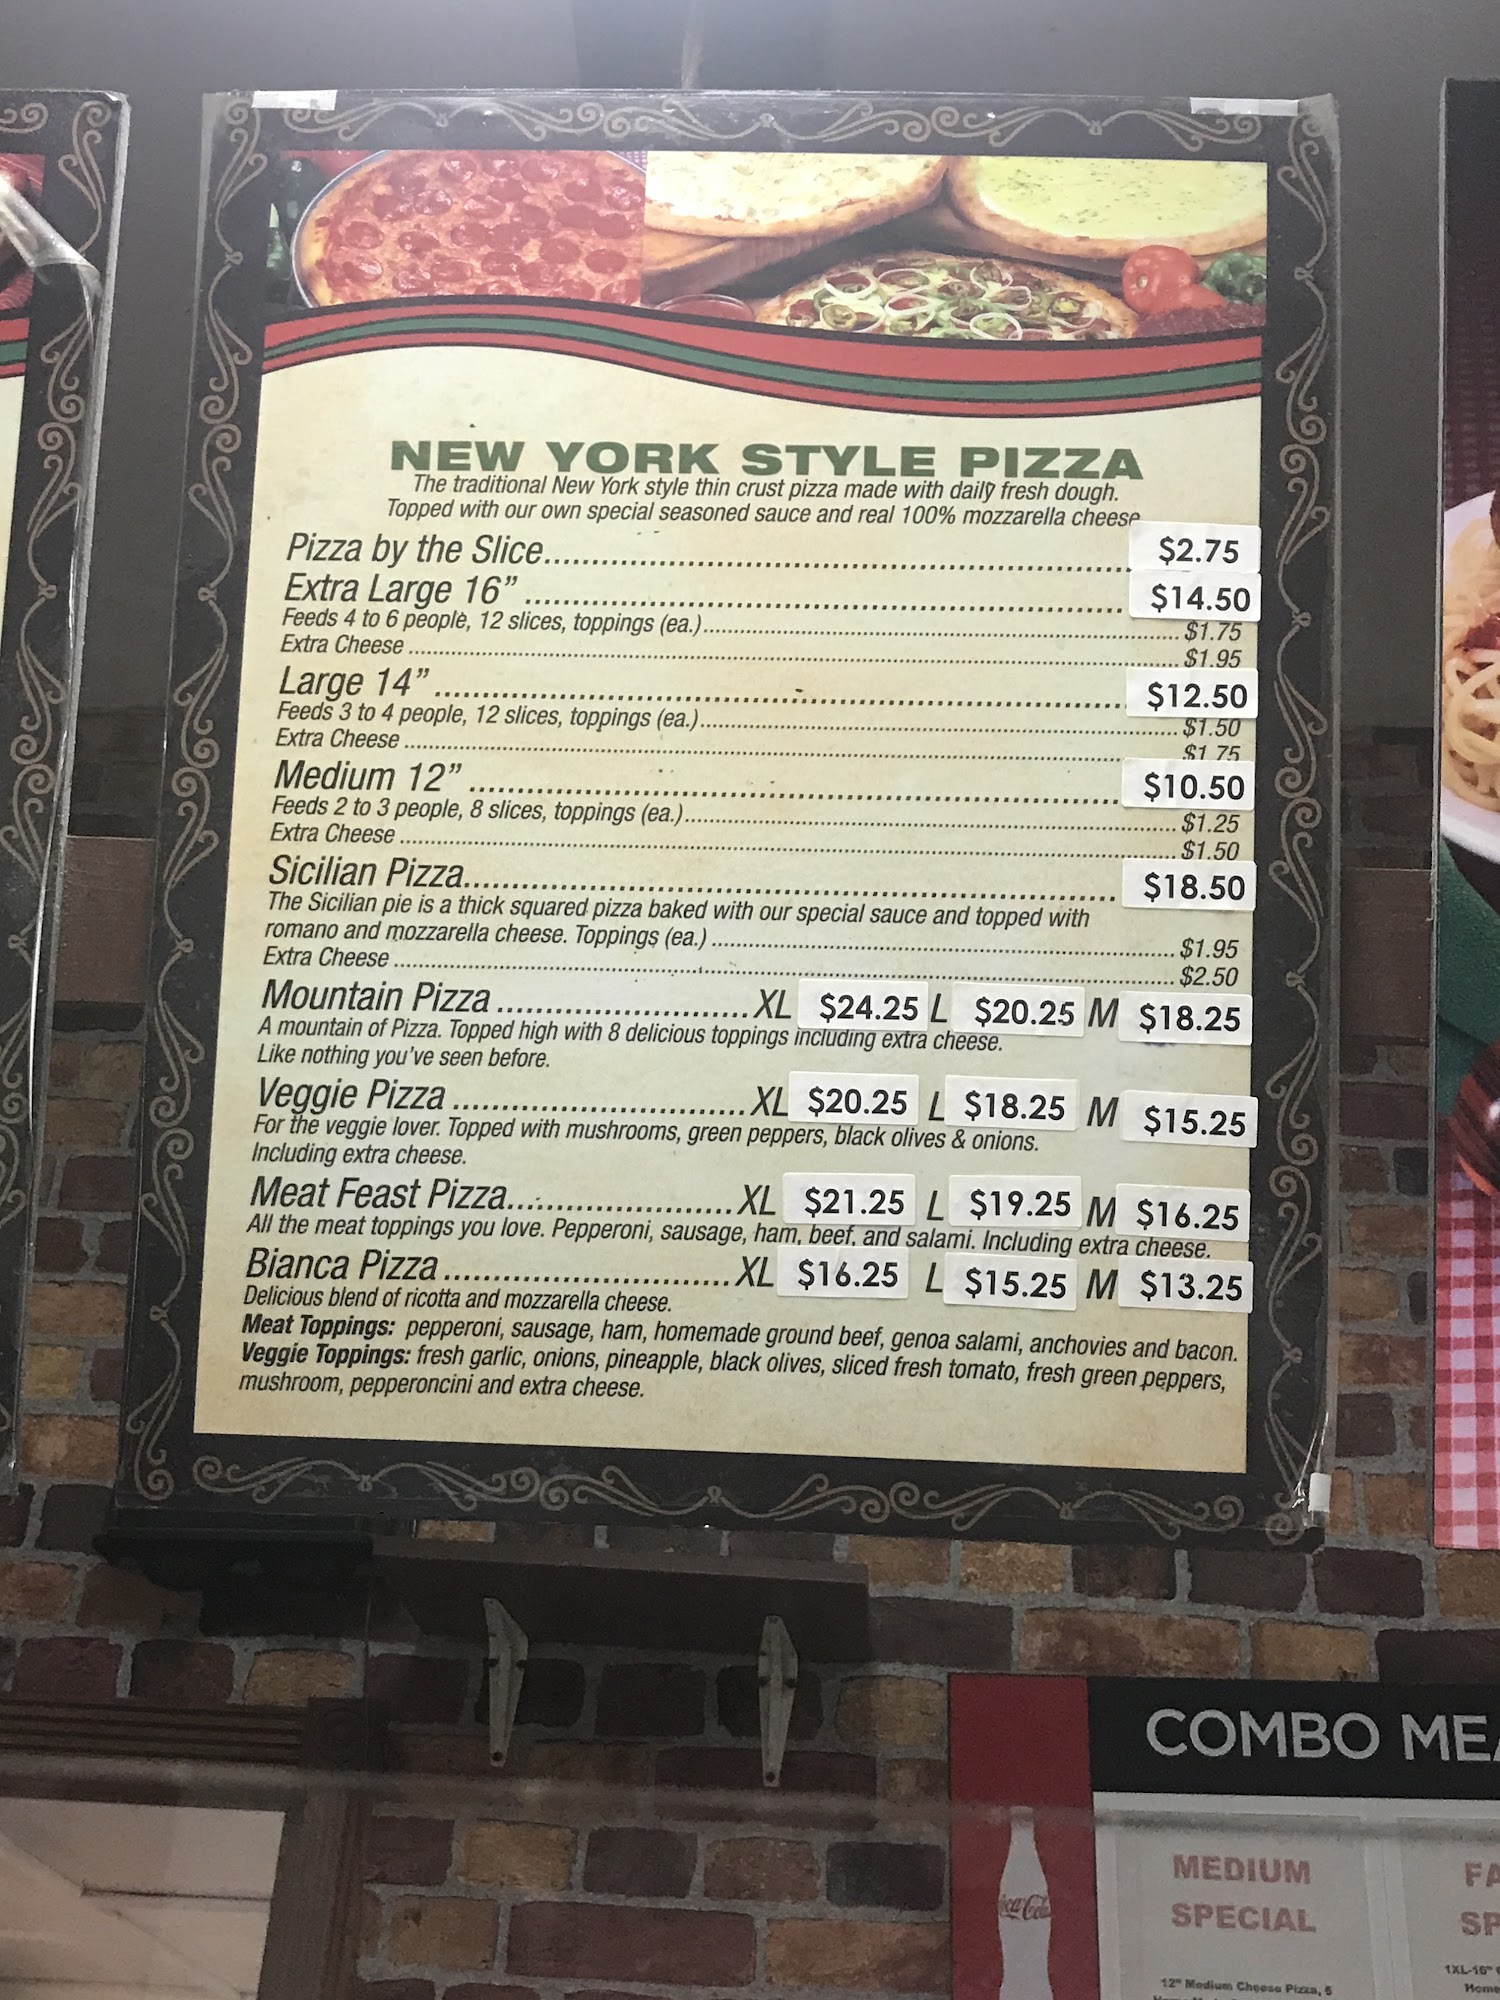 NEW YORK STYLE PIZZA
The traditional New York style thin crust pizza made with daily fresh dough.
Topped with our own special seasoned sauce and real 100% mozzarella cheese
Pizza by the Slice........ $2.75
Extra Large 16” ........ $14.50
Feeds 4 to 6 people, 12 slices, toppings (ea.)........ $1.75
Extra Cheese ........ $1.95
Large 14” ........ $12.50
Feeds 3 to 4 people, 12 slices, toppings (ea.)........ $1.50
Extra Cheese ........ $1.75
Medium 12” ........ $10.50
Feeds 2 to 3 people, 8 slices, toppings (ea.)........ $1.25
Extra Cheese ........ $1.50
Sicilian Pizza........ $18.50
The Sicilian pie is a thick squared pizza baked with our special sauce and topped with
romano and mozzarella cheese. Toppings (ea.) ........ $1.95
Extra Cheese ........ $2.50
Mountain Pizza ........ XL $24.25 L $20.25 M $18.25
A mountain of Pizza. Topped high with 8 delicious toppings including extra cheese.
Like nothing you've seen before.
Veggie Pizza ........ XL $20.25 L $18.25 M $15.25
For the veggie lover. Topped with mushrooms, green peppers, black olives & onions.
Including extra cheese.
Meat Feast Pizza........ XL $21.25 L $19.25 M $16.25
All the meat toppings you love. Pepperoni, sausage, ham, beef, and salami. Including extra cheese.
Bianca Pizza ........ XL $16.25 L $15.25 M $13.25
Delicious blend of ricotta and mozzarella cheese.
Meat Toppings: pepperoni, sausage, ham, homemade ground beef, genoa salami, anchovies and bacon.
Veggie Toppings: fresh garlic, onions, pineapple, black olives, sliced fresh tomato, fresh green peppers,
mushroom, pepperoncini and extra cheese.
COMBO ME
MEDIUM FA
SPECIAL SP
Coca-Cola
12" Medium Cheese Pizza, 5
1XL-16"
Home